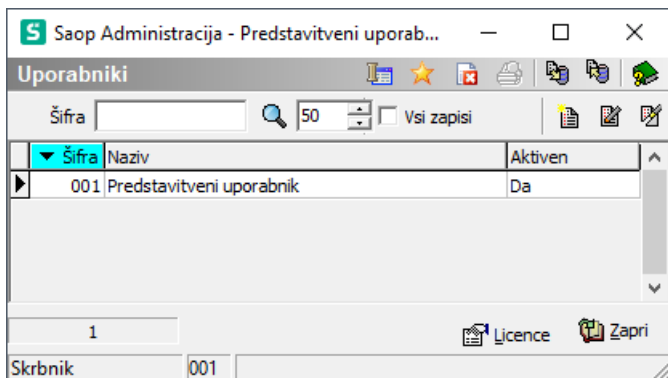 S Saop Administracija - Predstavitveni uporab...
Uporabniki
Šifra 50 Vsi zapisi
Šifra Naziv Aktiven
001 Predstavitveni uporabnik Da
1 Licence Zapri
Skrbnik 001